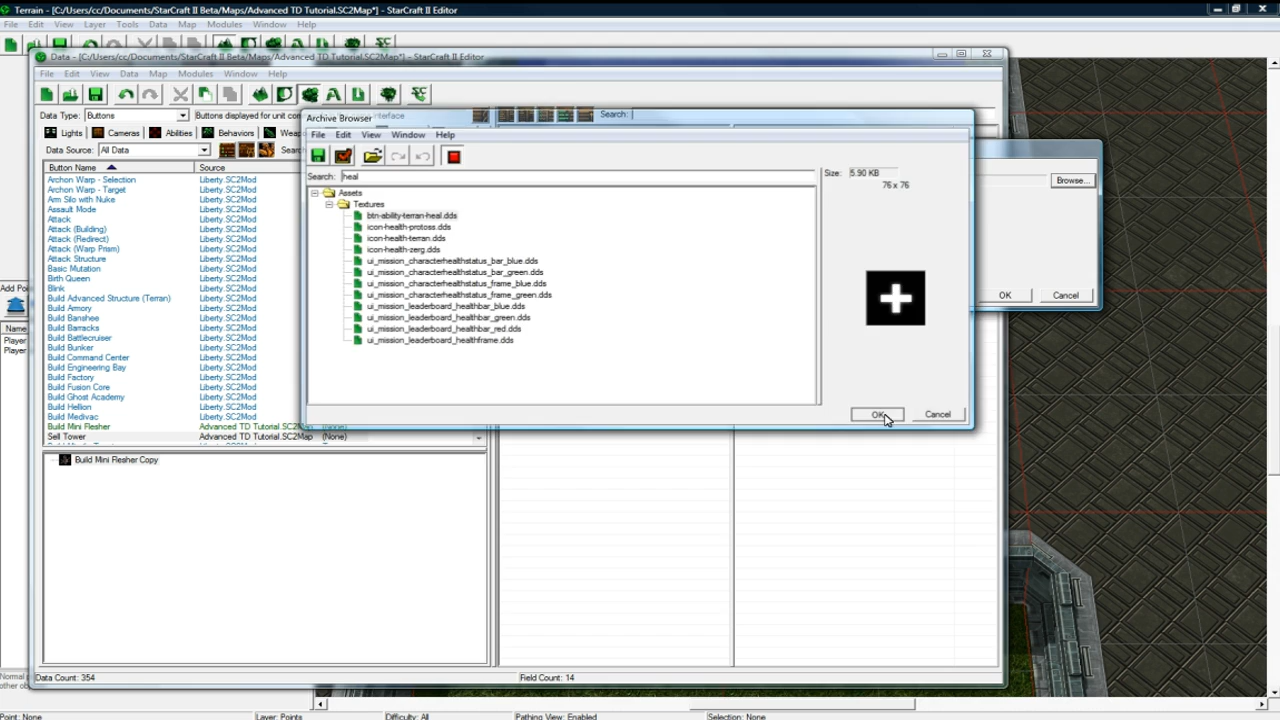 Terrain - [C:/Users/cc/Documents/StarCraft II Beta/Maps/Advanced TD Tutorial.SC2Map*] - StarCraft II Editor
File Edit View Layer Tools Data Map Modules Window Help
Data - [C:/Users/cc/Documents/StarCraft II Beta/Maps/Advanced TD Tutorial.SC2Map*] - StarCraft II Editor
File Edit View Data Map Modules Window Help
Data Type: Buttons
Buttons displayed for unit
interface
Search:
Lights Cameras Abilities Behaviors
Data Source: All Data
Button Name Source
Archon Warp - Selection Liberty.SC2Mod
Archon Warp - Target Liberty.SC2Mod
Arm Silo with Nuke Liberty.SC2Mod
Assault Mode Liberty.SC2Mod
Attack Liberty.SC2Mod
Attack (Building) Liberty.SC2Mod
Attack (Redirect) Liberty.SC2Mod
Attack (Warp Prism) Liberty.SC2Mod
Attack Structure Liberty.SC2Mod
Basic Mutation Liberty.SC2Mod
Birth Queen Liberty.SC2Mod
Blink Liberty.SC2Mod
Build Advanced Structure (Terran) Liberty.SC2Mod
Build Armory Liberty.SC2Mod
Build Banshee Liberty.SC2Mod
Build Barracks Liberty.SC2Mod
Build Battlecruiser Liberty.SC2Mod
Build Bunker Liberty.SC2Mod
Build Command Center Liberty.SC2Mod
Build Engineering Bay Liberty.SC2Mod
Build Factory Liberty.SC2Mod
Build Fusion Core Liberty.SC2Mod
Build Ghost Academy Liberty.SC2Mod
Build Hellion Liberty.SC2Mod
Build Medivac Liberty.SC2Mod
Build Mini Flesher Advanced TD Tutorial.SC2Map (None)
Sell Tower Advanced TD Tutorial.SC2Map (None)
Build Mini Flesher Copy
Data Count: 354
Field Count: 14
Archive Browser
File Edit View Window Help
Search: heal
Assets
Textures
btn-ability-terran-heal.dds
icon-health-protoss.dds
icon-health-terran.dds
icon-health-zerg.dds
ui_mission_characterhealthstatus_bar_blue.dds
ui_mission_characterhealthstatus_bar_green.dds
ui_mission_characterhealthstatus_frame_blue.dds
ui_mission_characterhealthstatus_frame_green.dds
ui_mission_leaderboard_healthbar_blue.dds
ui_mission_leaderboard_healthbar_green.dds
ui_mission_leaderboard_healthbar_red.dds
ui_mission_leaderboard_healthframe.dds
Size: 5.90 KB
76 x 76
OK Cancel
Browse...
OK Cancel
Name
Player
Player
Normal
Point: None Layer: Points Difficulty: All Pathing View: Enabled Selection: None